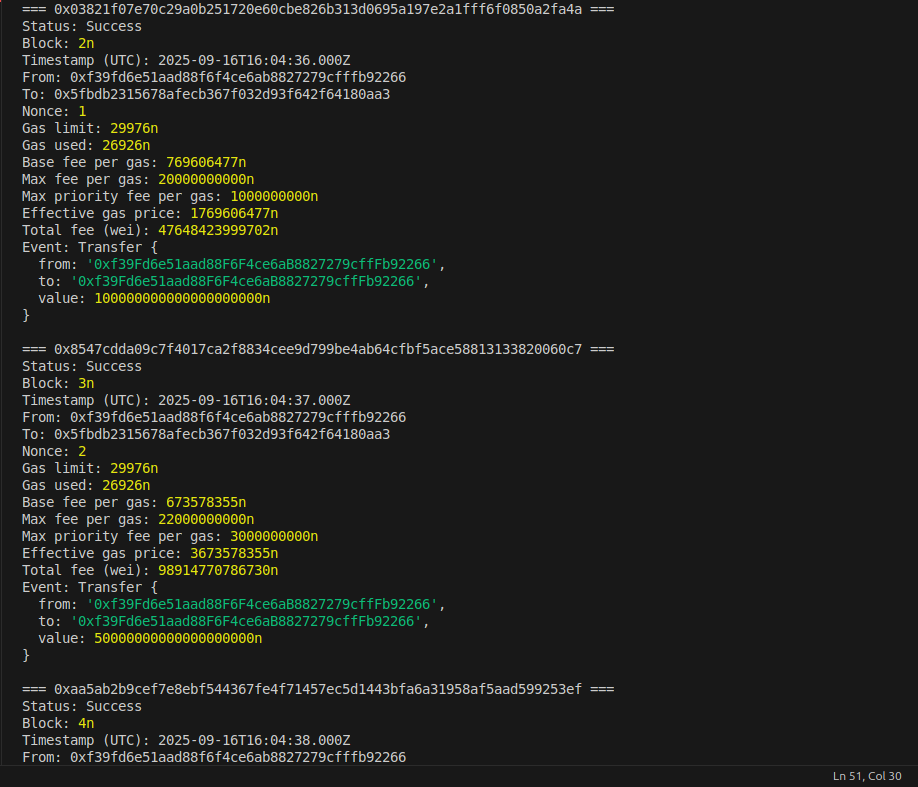 === 0x03821f07e70c29a0b251720e60cbe826b313d0695a197e2a1fff6f0850a2fa4a ===
Status: Success
Block: 2n
Timestamp (UTC): 2025-09-16T16:04:36.000Z
From: 0xf39fd6e51aad88f6f4ce6ab8827279cfffb92266
To: 0x5fbdb2315678afecb367f032d93f642f64180aa3
Nonce: 1
Gas limit: 29976n
Gas used: 26926n
Base fee per gas: 769606477n
Max fee per gas: 20000000000n
Max priority fee per gas: 1000000000n
Effective gas price: 1769606477n
Total fee (wei): 47648423999702n
Event: Transfer {
  from: '0xf39Fd6e51aad88F6F4ce6aB8827279cffFb92266',
  to: '0xf39Fd6e51aad88F6F4ce6aB8827279cffFb92266',
  value: 100000000000000000000n
}
=== 0x8547cdda09c7f4017ca2f8834cee9d799be4ab64cfbf5ace58813133820060c7 ===
Status: Success
Block: 3n
Timestamp (UTC): 2025-09-16T16:04:37.000Z
From: 0xf39fd6e51aad88f6f4ce6ab8827279cfffb92266
To: 0x5fbdb2315678afecb367f032d93f642f64180aa3
Nonce: 2
Gas limit: 29976n
Gas used: 26926n
Base fee per gas: 673578355n
Max fee per gas: 22000000000n
Max priority fee per gas: 3000000000n
Effective gas price: 3673578355n
Total fee (wei): 98914770786730n
Event: Transfer {
  from: '0xf39Fd6e51aad88F6F4ce6aB8827279cffFb92266',
  to: '0xf39Fd6e51aad88F6F4ce6aB8827279cffFb92266',
  value: 50000000000000000000n
}
=== 0xaa5ab2b9cef7e8ebf544367fe4f71457ec5d1443bfa6a31958af5aad599253ef ===
Status: Success
Block: 4n
Timestamp (UTC): 2025-09-16T16:04:38.000Z
From: 0xf39fd6e51aad88f6f4ce6ab8827279cfffb92266
Ln 51, Col 30